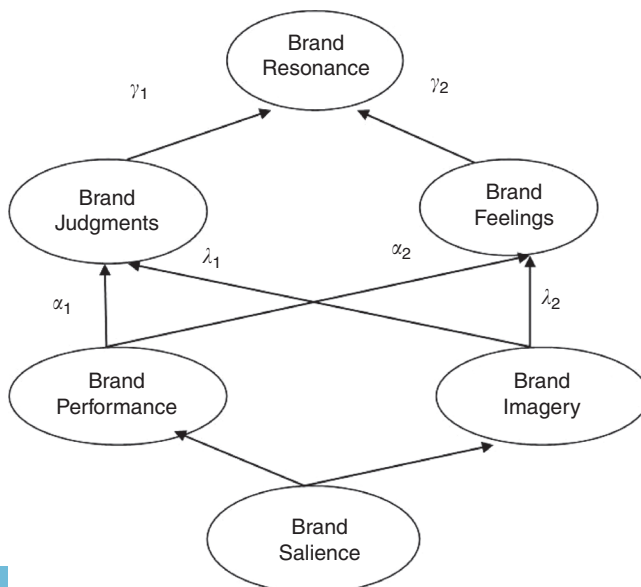 Brand
Resonance
γ1
γ2
Brand
Judgments
Brand
Feelings
λ1
α2
α1
λ2
Brand
Performance
Brand
Imagery
Brand
Salience